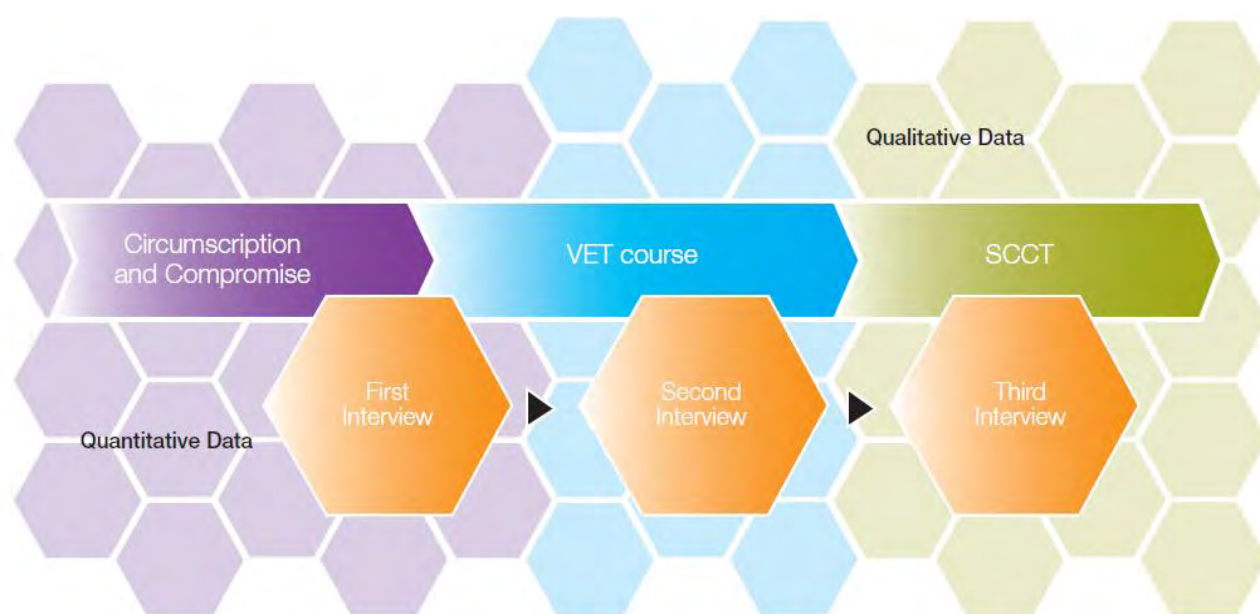 Qualitative Data
Circumscription
and Compromise
VET course
SCCT
First
Interview
Second
Interview
Third
Interview
Quantitative Data